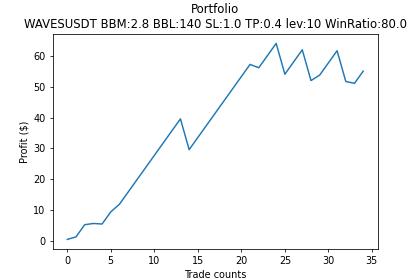 Portfolio
WAVESUSDT BBM:2.8 BBL:140 SL:1.0 TP:0.4 lev:10 WinRatio:80.0
Profit ($)
60
50
40
30
20
10
0
0 5 10 15 20 25 30 35
Trade counts